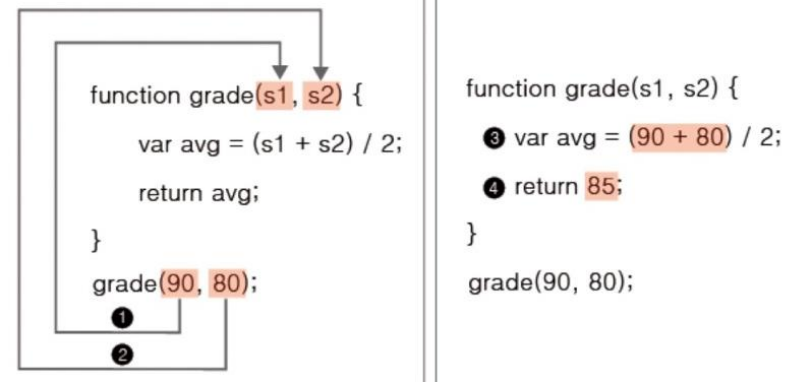 function grade(s1, s2) {
var avg = (s1 + s2) / 2;
return avg;
}
grade(90, 80);
❶
❷
function grade(s1, s2) {
❸ var avg = (90 + 80) / 2;
❹ return 85;
}
grade(90, 80);